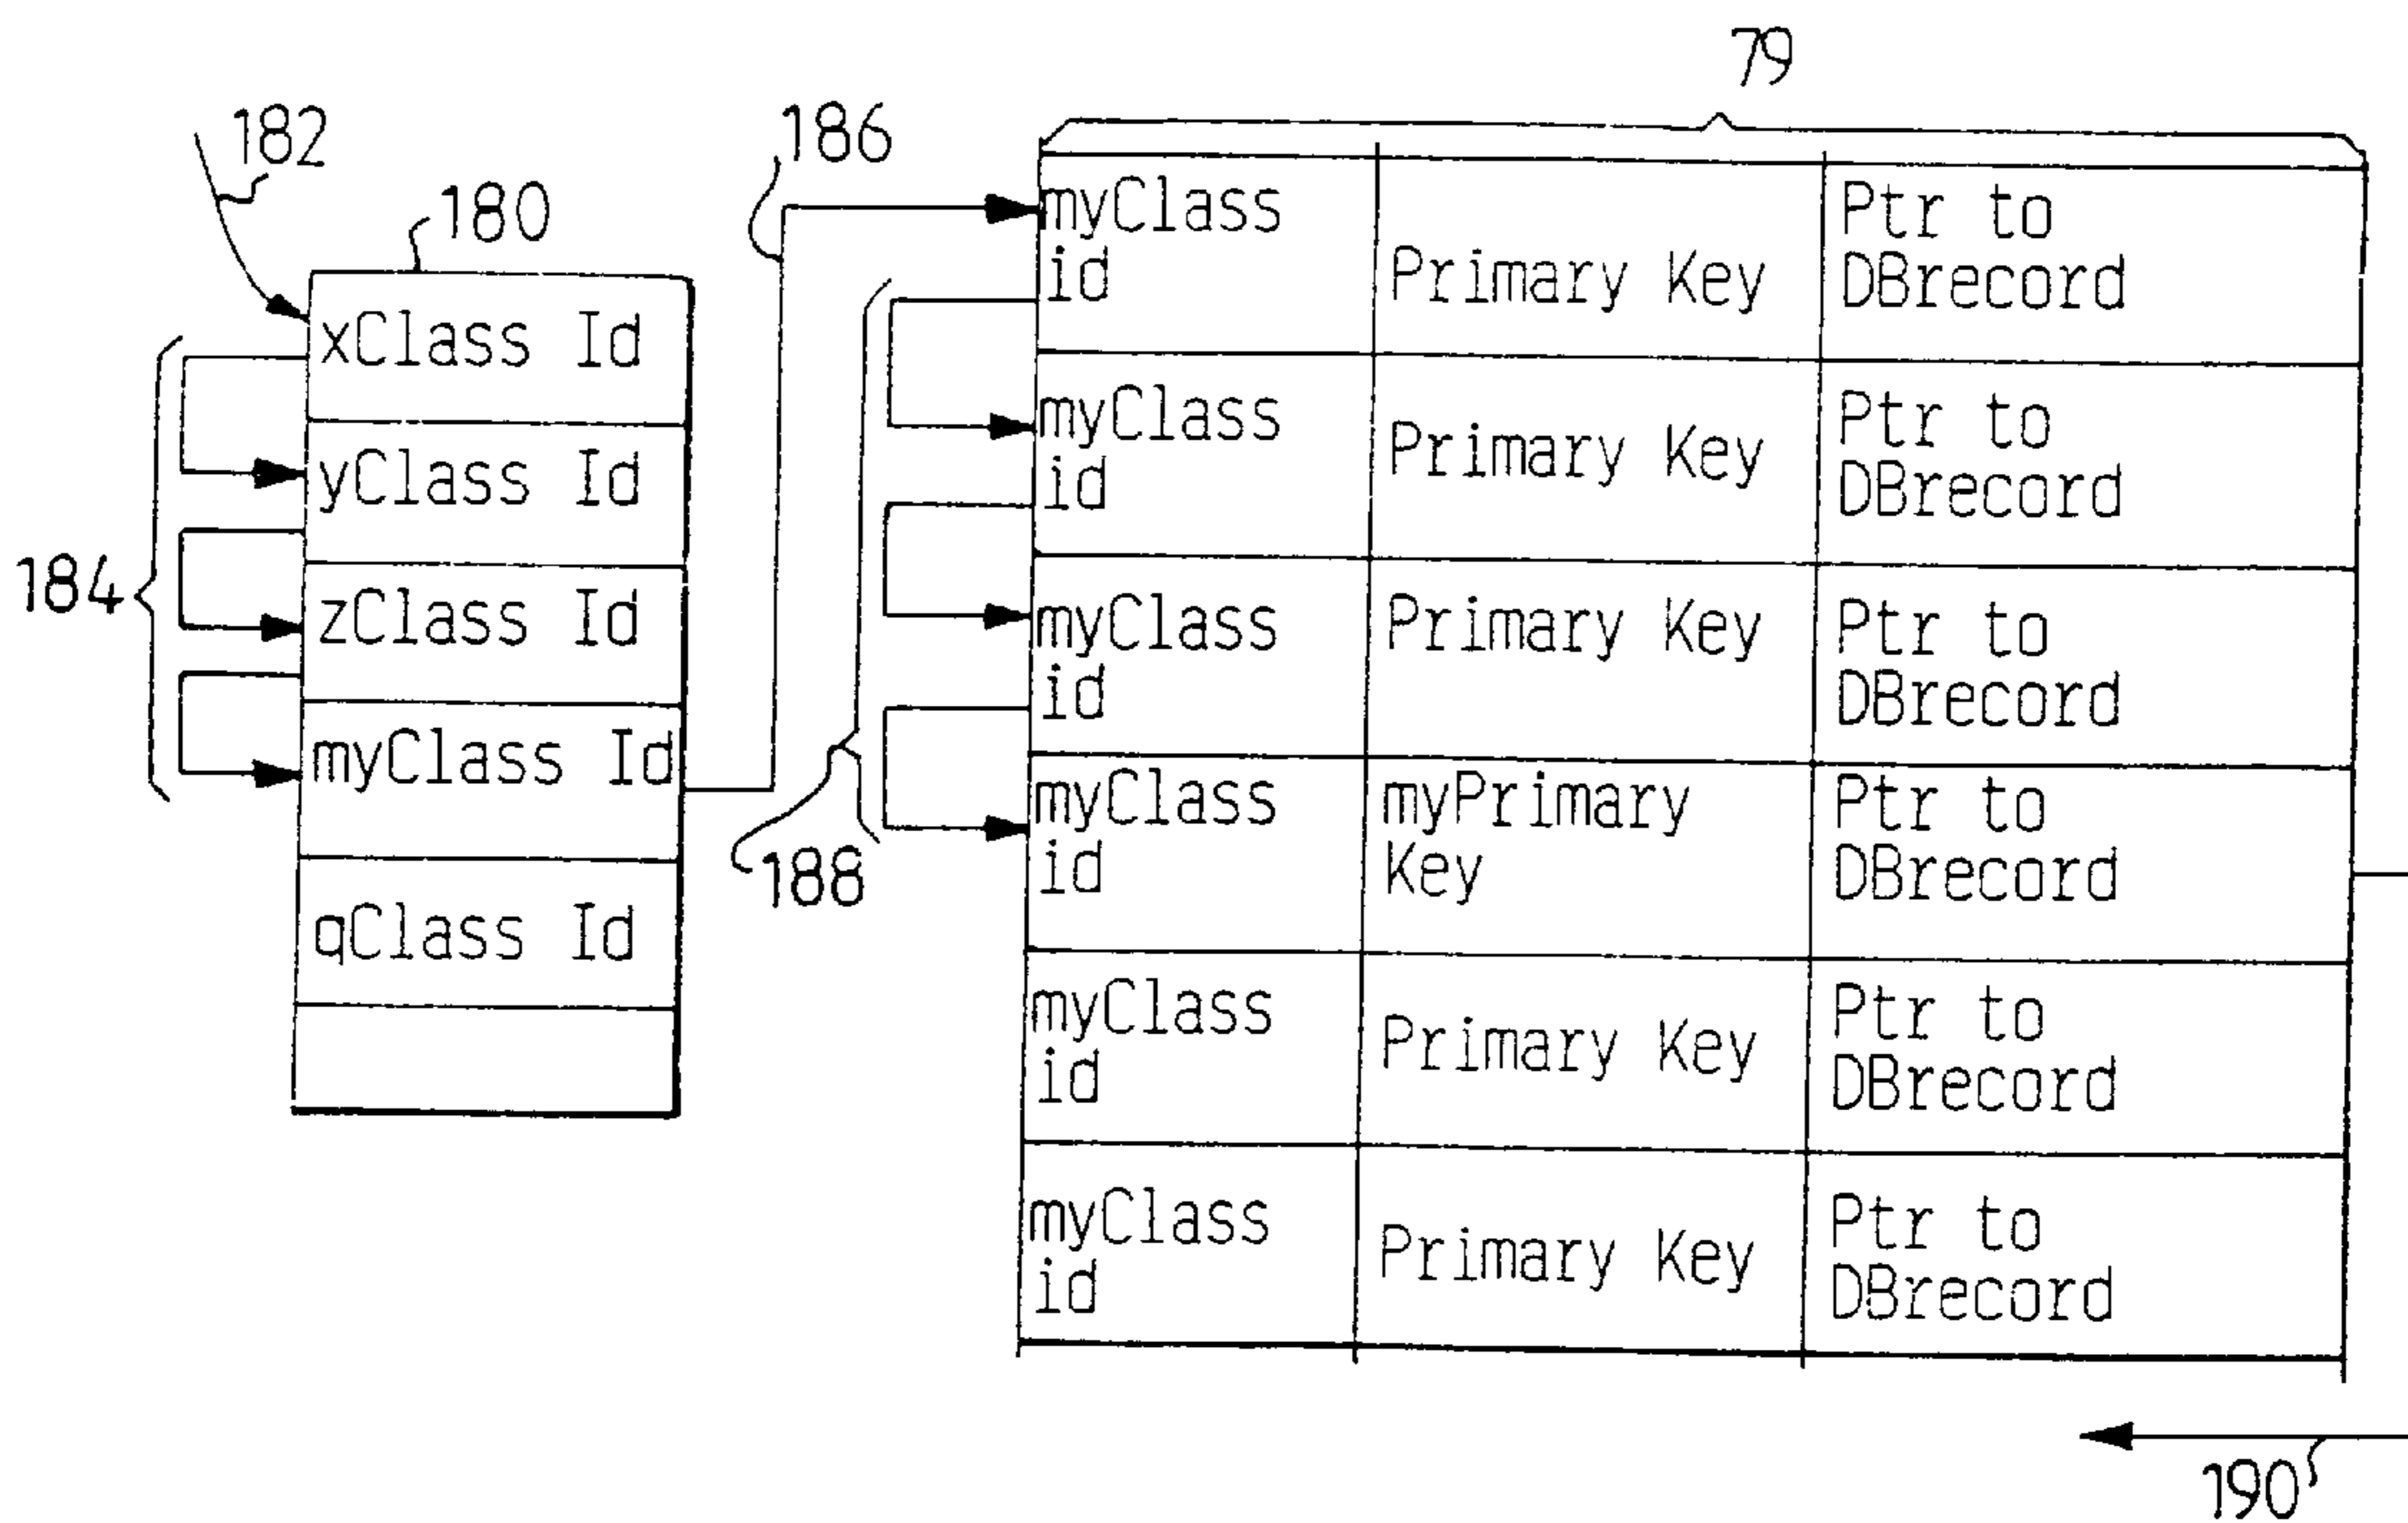 79
182
186
180
184
188
xClass Id
yClass Id
zClass Id
myClass Id
qClass Id
myClass
id
Primary Key
Ptr to
DBrecord
myClass
id
Primary Key
Ptr to
DBrecord
myClass
id
Primary Key
Ptr to
DBrecord
myClass
id
myPrimary
Key
Ptr to
DBrecord
myClass
id
Primary Key
Ptr to
DBrecord
myClass
id
Primary Key
Ptr to
DBrecord
190